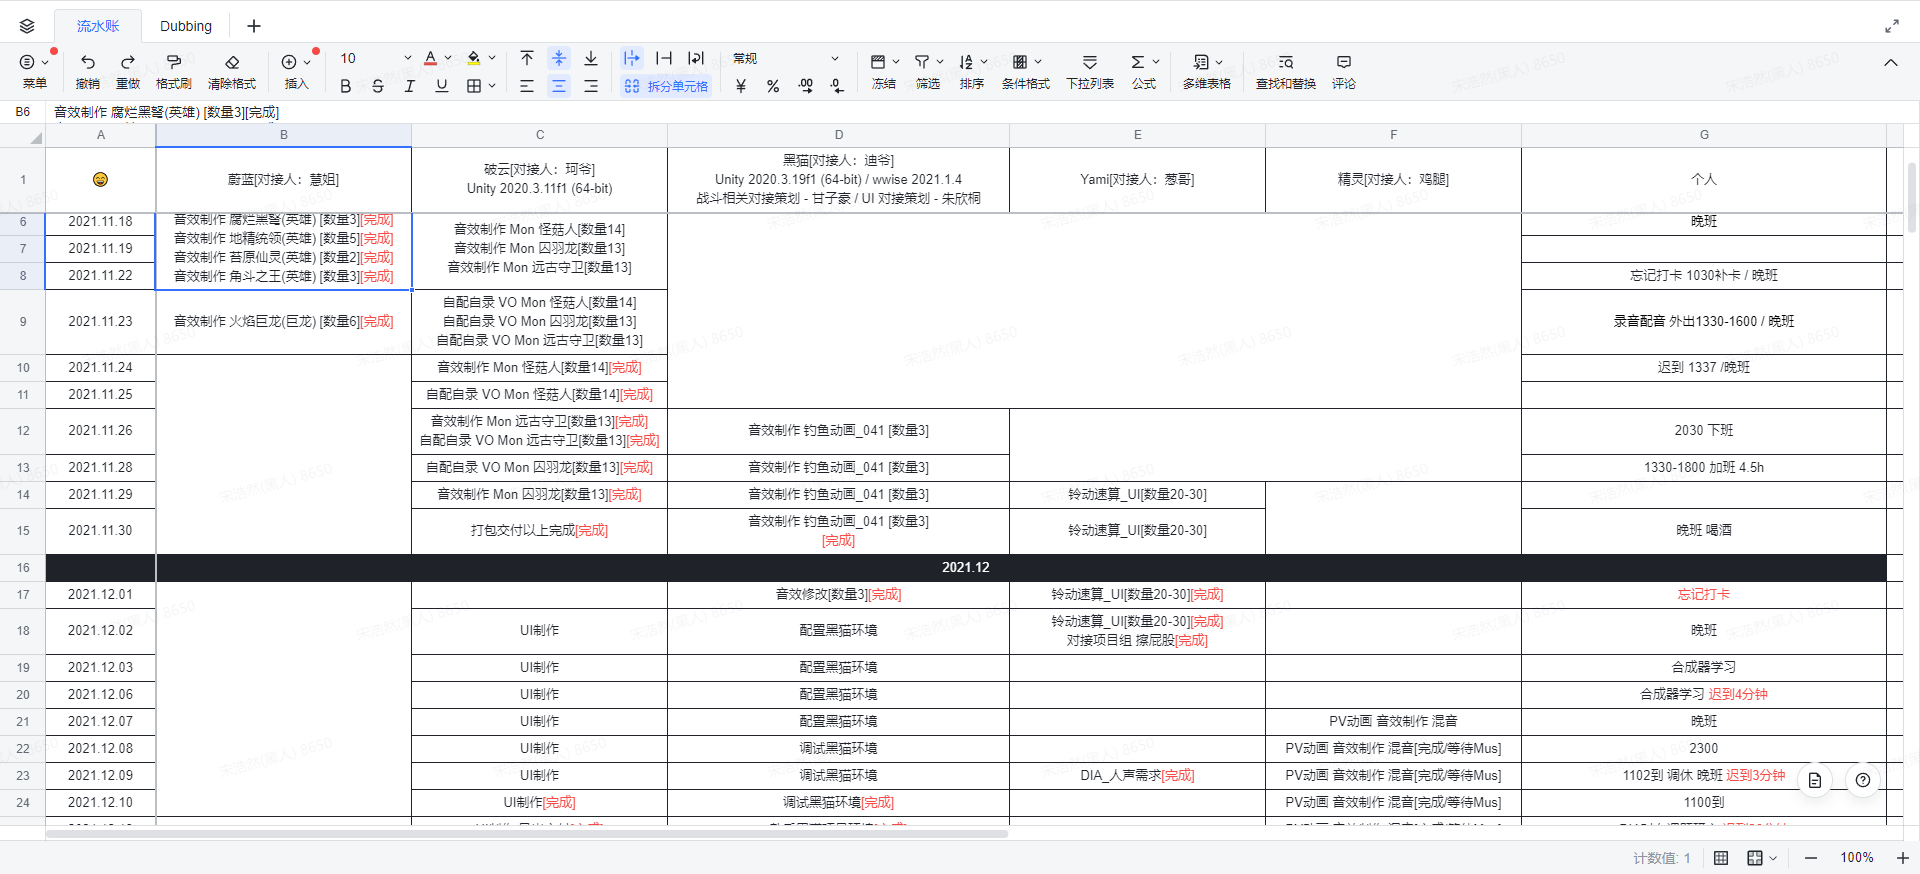 流水账
Dubbing
菜单
撤销
重做
格式刷
清除格式
插入
10
常规
拆分单元格
冻结
筛选
排序
条件格式
下拉列表
公式
多维表格
查找和替换
评论
B6
音效制作 腐烂黑弩(英雄) [数量3][完成]
A B C D E F G
1
蔚蓝[对接人：慧姐]
破云[对接人：珂爷]
Unity 2020.3.11f1 (64-bit)
黑猫[对接人：迪爷]
Unity 2020.3.19f1 (64-bit) / wwise 2021.1.4
战斗相关对接策划 - 甘子豪 / UI 对接策划 - 朱欣桐
Yami[对接人：葱哥]
精灵[对接人：鸡腿]
个人
6 2021.11.18
7 2021.11.19
8 2021.11.22
音效制作 腐烂黑弩(英雄) [数量3][完成]
音效制作 地精统领(英雄) [数量5][完成]
音效制作 苔原仙灵(英雄) [数量2][完成]
音效制作 角斗之王(英雄) [数量3][完成]
音效制作 Mon 怪菇人[数量14]
音效制作 Mon 囚羽龙[数量13]
音效制作 Mon 远古守卫[数量13]
晚班
忘记打卡 1030补卡 / 晚班
9 2021.11.23
音效制作 火焰巨龙(巨龙) [数量6][完成]
自配自录 VO Mon 怪菇人[数量14]
自配自录 VO Mon 囚羽龙[数量13]
自配自录 VO Mon 远古守卫[数量13]
录音配音 外出1330-1600 / 晚班
10 2021.11.24 音效制作 Mon 怪菇人[数量14][完成] 迟到 1337 /晚班
11 2021.11.25 自配自录 VO Mon 怪菇人[数量14][完成]
12 2021.11.26
音效制作 Mon 远古守卫[数量13][完成]
自配自录 VO Mon 远古守卫[数量13][完成]
音效制作 钓鱼动画_041 [数量3]
2030 下班
13 2021.11.28 自配自录 VO Mon 囚羽龙[数量13][完成] 音效制作 钓鱼动画_041 [数量3] 1330-1800 加班 4.5h
14 2021.11.29 音效制作 Mon 囚羽龙[数量13][完成] 音效制作 钓鱼动画_041 [数量3] 铃动速算_UI[数量20-30]
15 2021.11.30 打包交付以上完成[完成]
音效制作 钓鱼动画_041 [数量3]
[完成]
铃动速算_UI[数量20-30]
晚班 喝酒
16 2021.12
17 2021.12.01 音效修改[数量3][完成] 铃动速算_UI[数量20-30][完成] 忘记打卡
18 2021.12.02 UI制作 配置黑猫环境
铃动速算_UI[数量20-30][完成]
对接项目组 擦屁股[完成]
晚班
19 2021.12.03 UI制作 配置黑猫环境 合成器学习
20 2021.12.06 UI制作 配置黑猫环境 合成器学习 迟到4分钟
21 2021.12.07 UI制作 配置黑猫环境 PV动画 音效制作 混音 晚班
22 2021.12.08 UI制作 调试黑猫环境 PV动画 音效制作 混音[完成/等待Mus] 2300
23 2021.12.09 UI制作 调试黑猫环境 DIA_人声需求[完成] PV动画 音效制作 混音[完成/等待Mus] 1102到 调休 晚班 迟到3分钟
24 2021.12.10 UI制作[完成] 调试黑猫环境[完成] PV动画 音效制作 混音[完成/等待Mus] 1100到
计数值: 1
100%
宋浩然(黑人) 8650